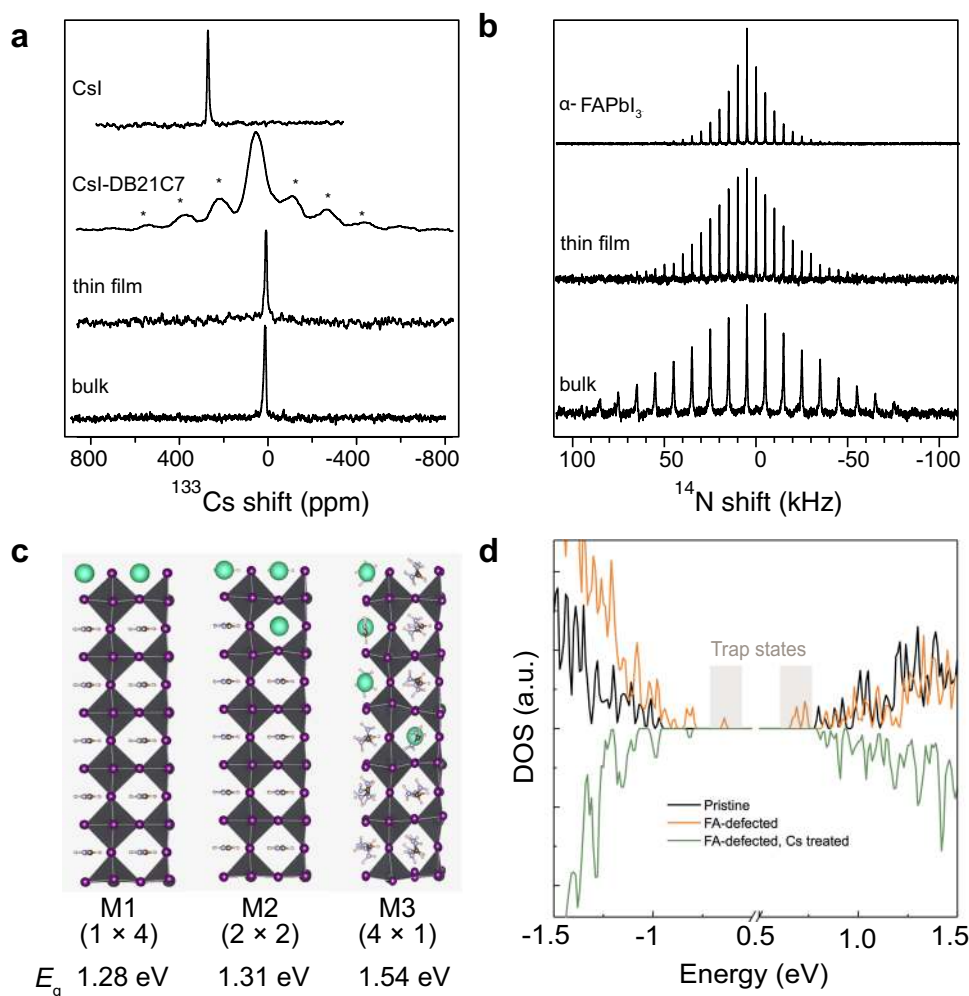 a
CsI
CsI-DB21C7
* * * * * *
thin film
bulk
800 400 0 -400 -800
¹³³Cs shift (ppm)
b
α- FAPbI₃
thin film
bulk
100 50 0 -50 -100
¹⁴N shift (kHz)
c
M1 M2 M3
(1 × 4) (2 × 2) (4 × 1)
E_g 1.28 eV 1.31 eV 1.54 eV
d
Trap states
DOS (a.u.)
Pristine
FA-defected
FA-defected, Cs treated
-1.5 -1 0.5 1.0 1.5
Energy (eV)